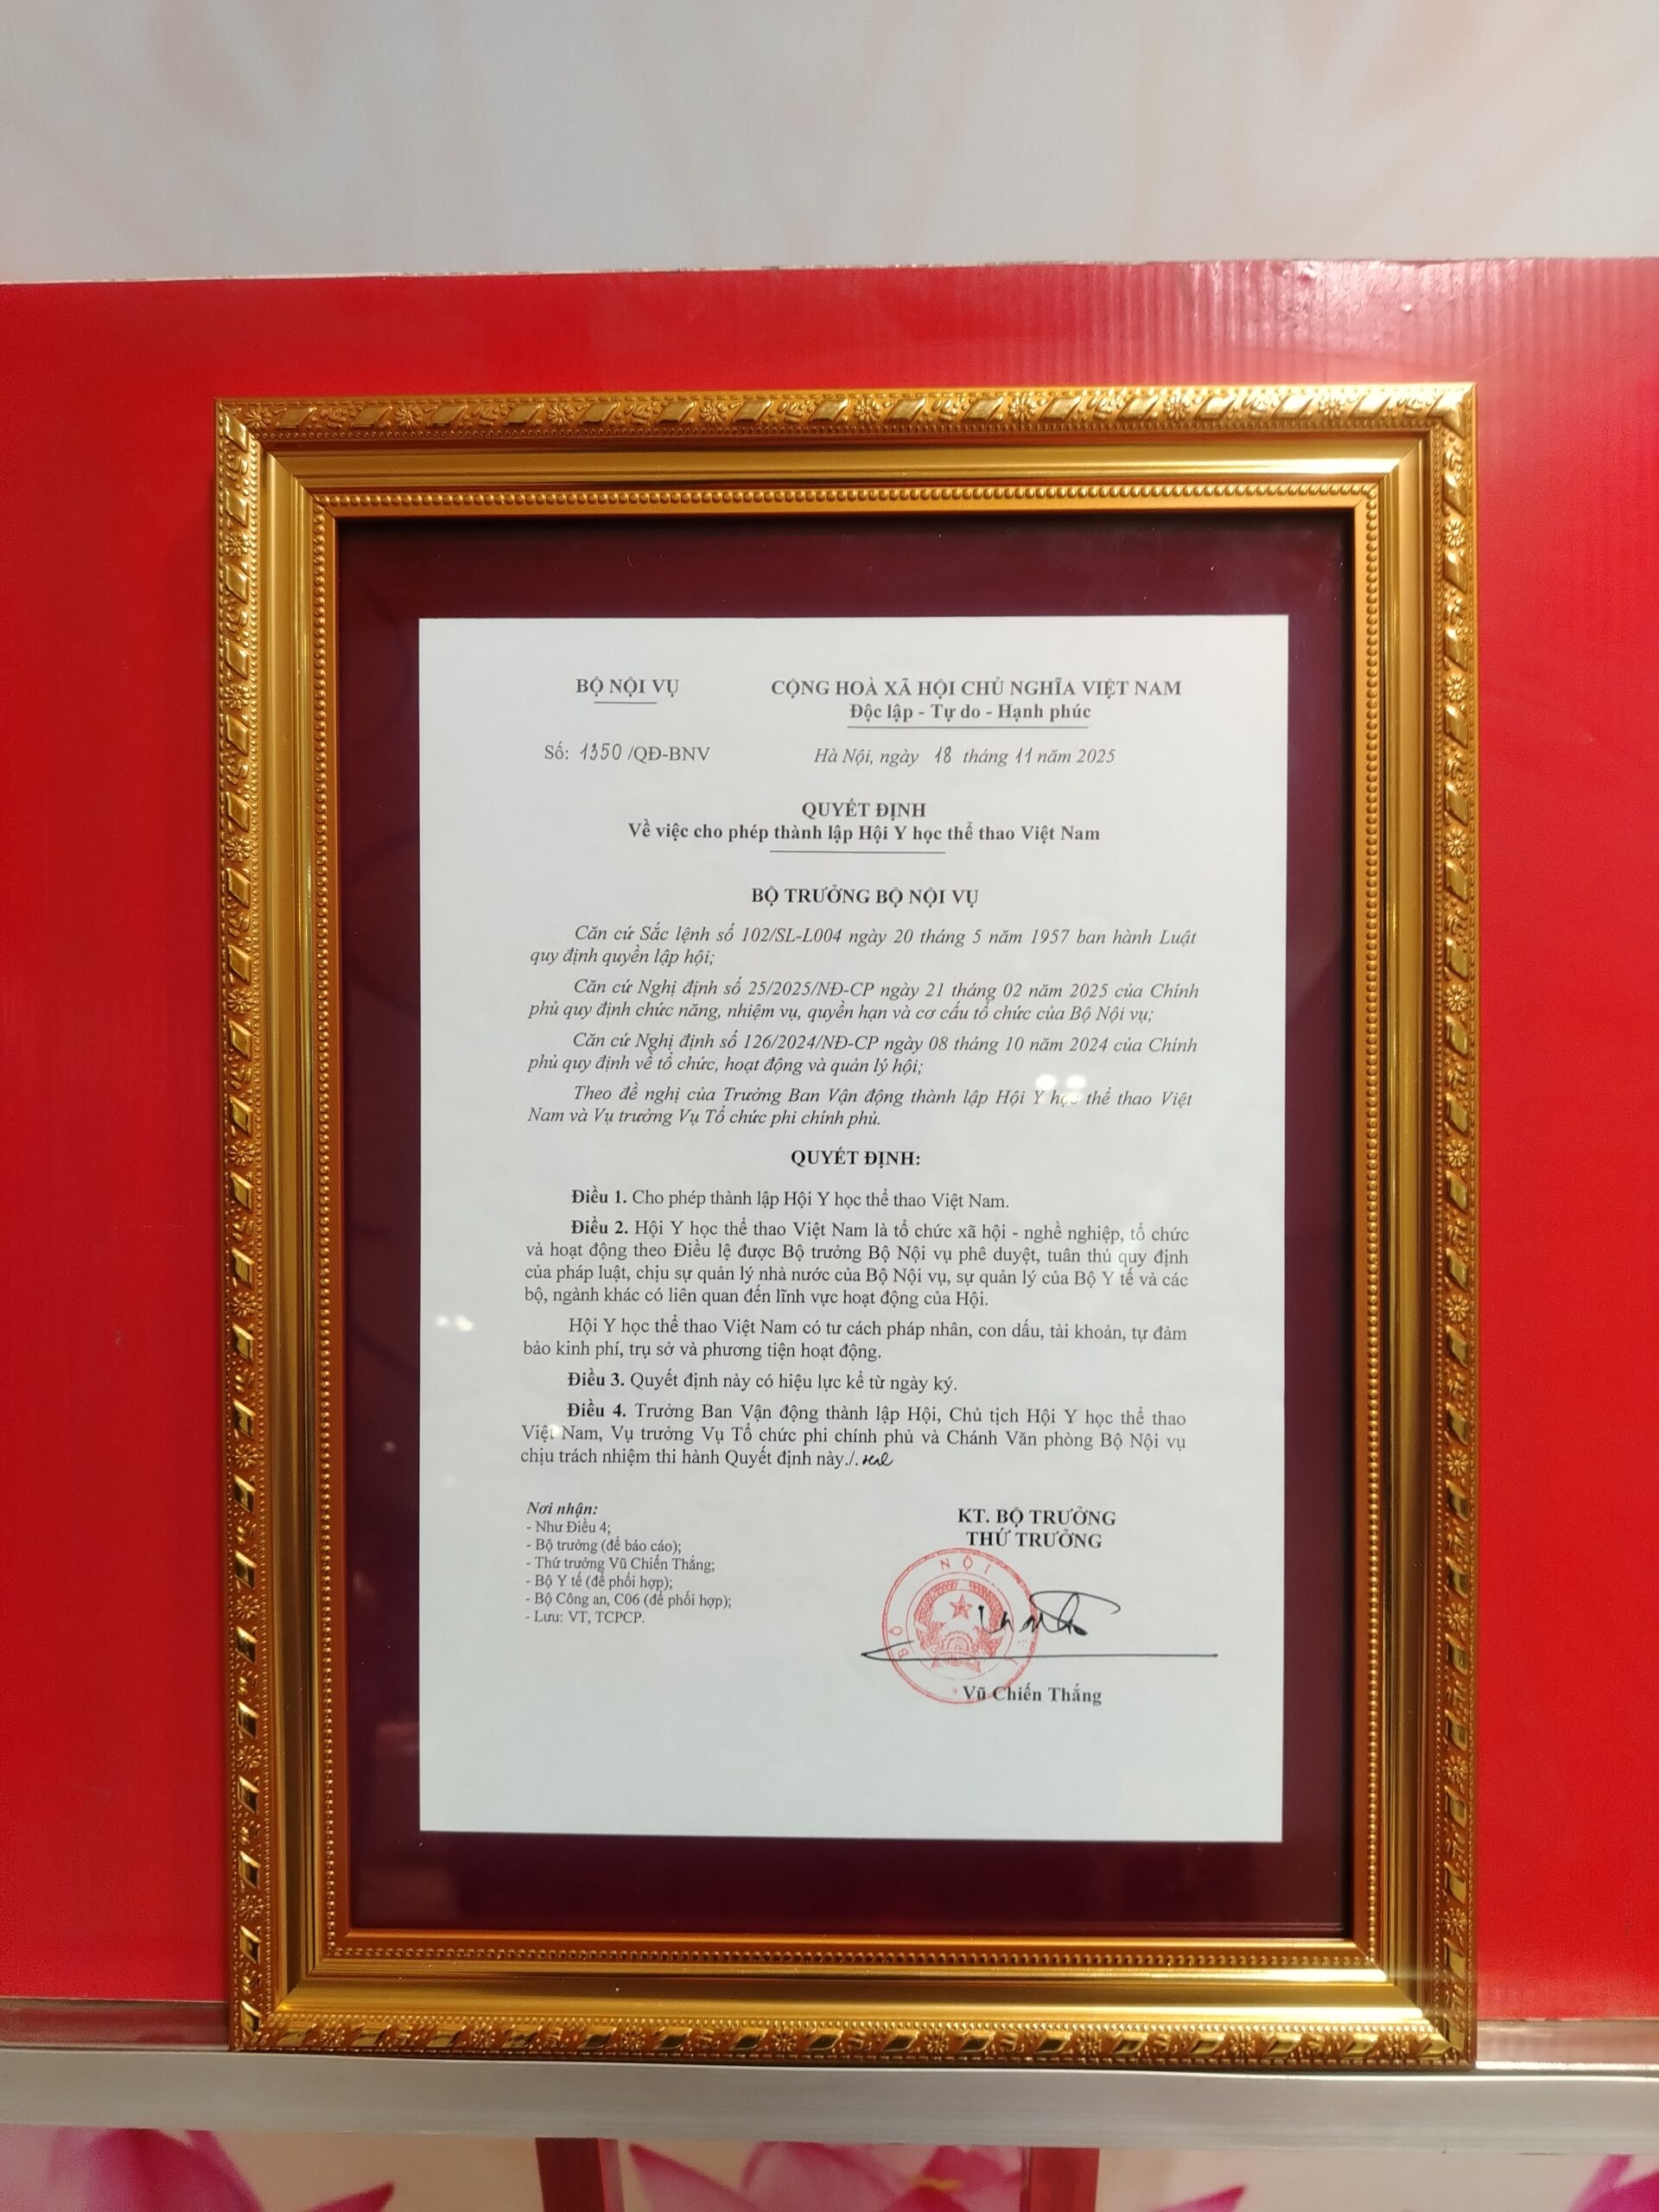 BỘ NỘI VỤ
CỘNG HOÀ XÃ HỘI CHỦ NGHĨA VIỆT NAM
Độc lập - Tự do - Hạnh phúc
Số: 1350/QĐ-BNV
Hà Nội, ngày 18 tháng 11 năm 2025
QUYẾT ĐỊNH
Về việc cho phép thành lập Hội Y học thể thao Việt Nam
BỘ TRƯỞNG BỘ NỘI VỤ
Căn cứ Sắc lệnh số 102/SL-L004 ngày 20 tháng 5 năm 1957 ban hành Luật
quy định quyền lập hội;
Căn cứ Nghị định số 25/2025/NĐ-CP ngày 21 tháng 02 năm 2025 của Chính
phủ quy định chức năng, nhiệm vụ, quyền hạn và cơ cấu tổ chức của Bộ Nội vụ;
Căn cứ Nghị định số 126/2024/NĐ-CP ngày 08 tháng 10 năm 2024 của Chính
phủ quy định về tổ chức, hoạt động và quản lý hội;
Theo đề nghị của Trưởng Ban Vận động thành lập Hội Y học thể thao Việt
Nam và Vụ trưởng Vụ Tổ chức phi chính phủ.
QUYẾT ĐỊNH:
Điều 1. Cho phép thành lập Hội Y học thể thao Việt Nam.
Điều 2. Hội Y học thể thao Việt Nam là tổ chức xã hội - nghề nghiệp, tổ chức
và hoạt động theo Điều lệ được Bộ trưởng Bộ Nội vụ phê duyệt, tuân thủ quy định
của pháp luật, chịu sự quản lý nhà nước của Bộ Nội vụ, sự quản lý của Bộ Y tế và các
bộ, ngành khác có liên quan đến lĩnh vực hoạt động của Hội.
Hội Y học thể thao Việt Nam có tư cách pháp nhân, con dấu, tài khoản, tự đảm
bảo kinh phí, trụ sở và phương tiện hoạt động.
Điều 3. Quyết định này có hiệu lực kể từ ngày ký.
Điều 4. Trưởng Ban Vận động thành lập Hội, Chủ tịch Hội Y học thể thao
Việt Nam, Vụ trưởng Vụ Tổ chức phi chính phủ và Chánh Văn phòng Bộ Nội vụ
chịu trách nhiệm thi hành Quyết định này./.
Nơi nhận:
- Như Điều 4;
- Bộ trưởng (để báo cáo);
- Thứ trưởng Vũ Chiến Thắng;
- Bộ Y tế (để phối hợp);
- Bộ Công an, C06 (để phối hợp);
- Lưu: VT, TCPCP.
KT. BỘ TRƯỞNG
THỨ TRƯỞNG
BỘ NỘI
Vũ Chiến Thắng